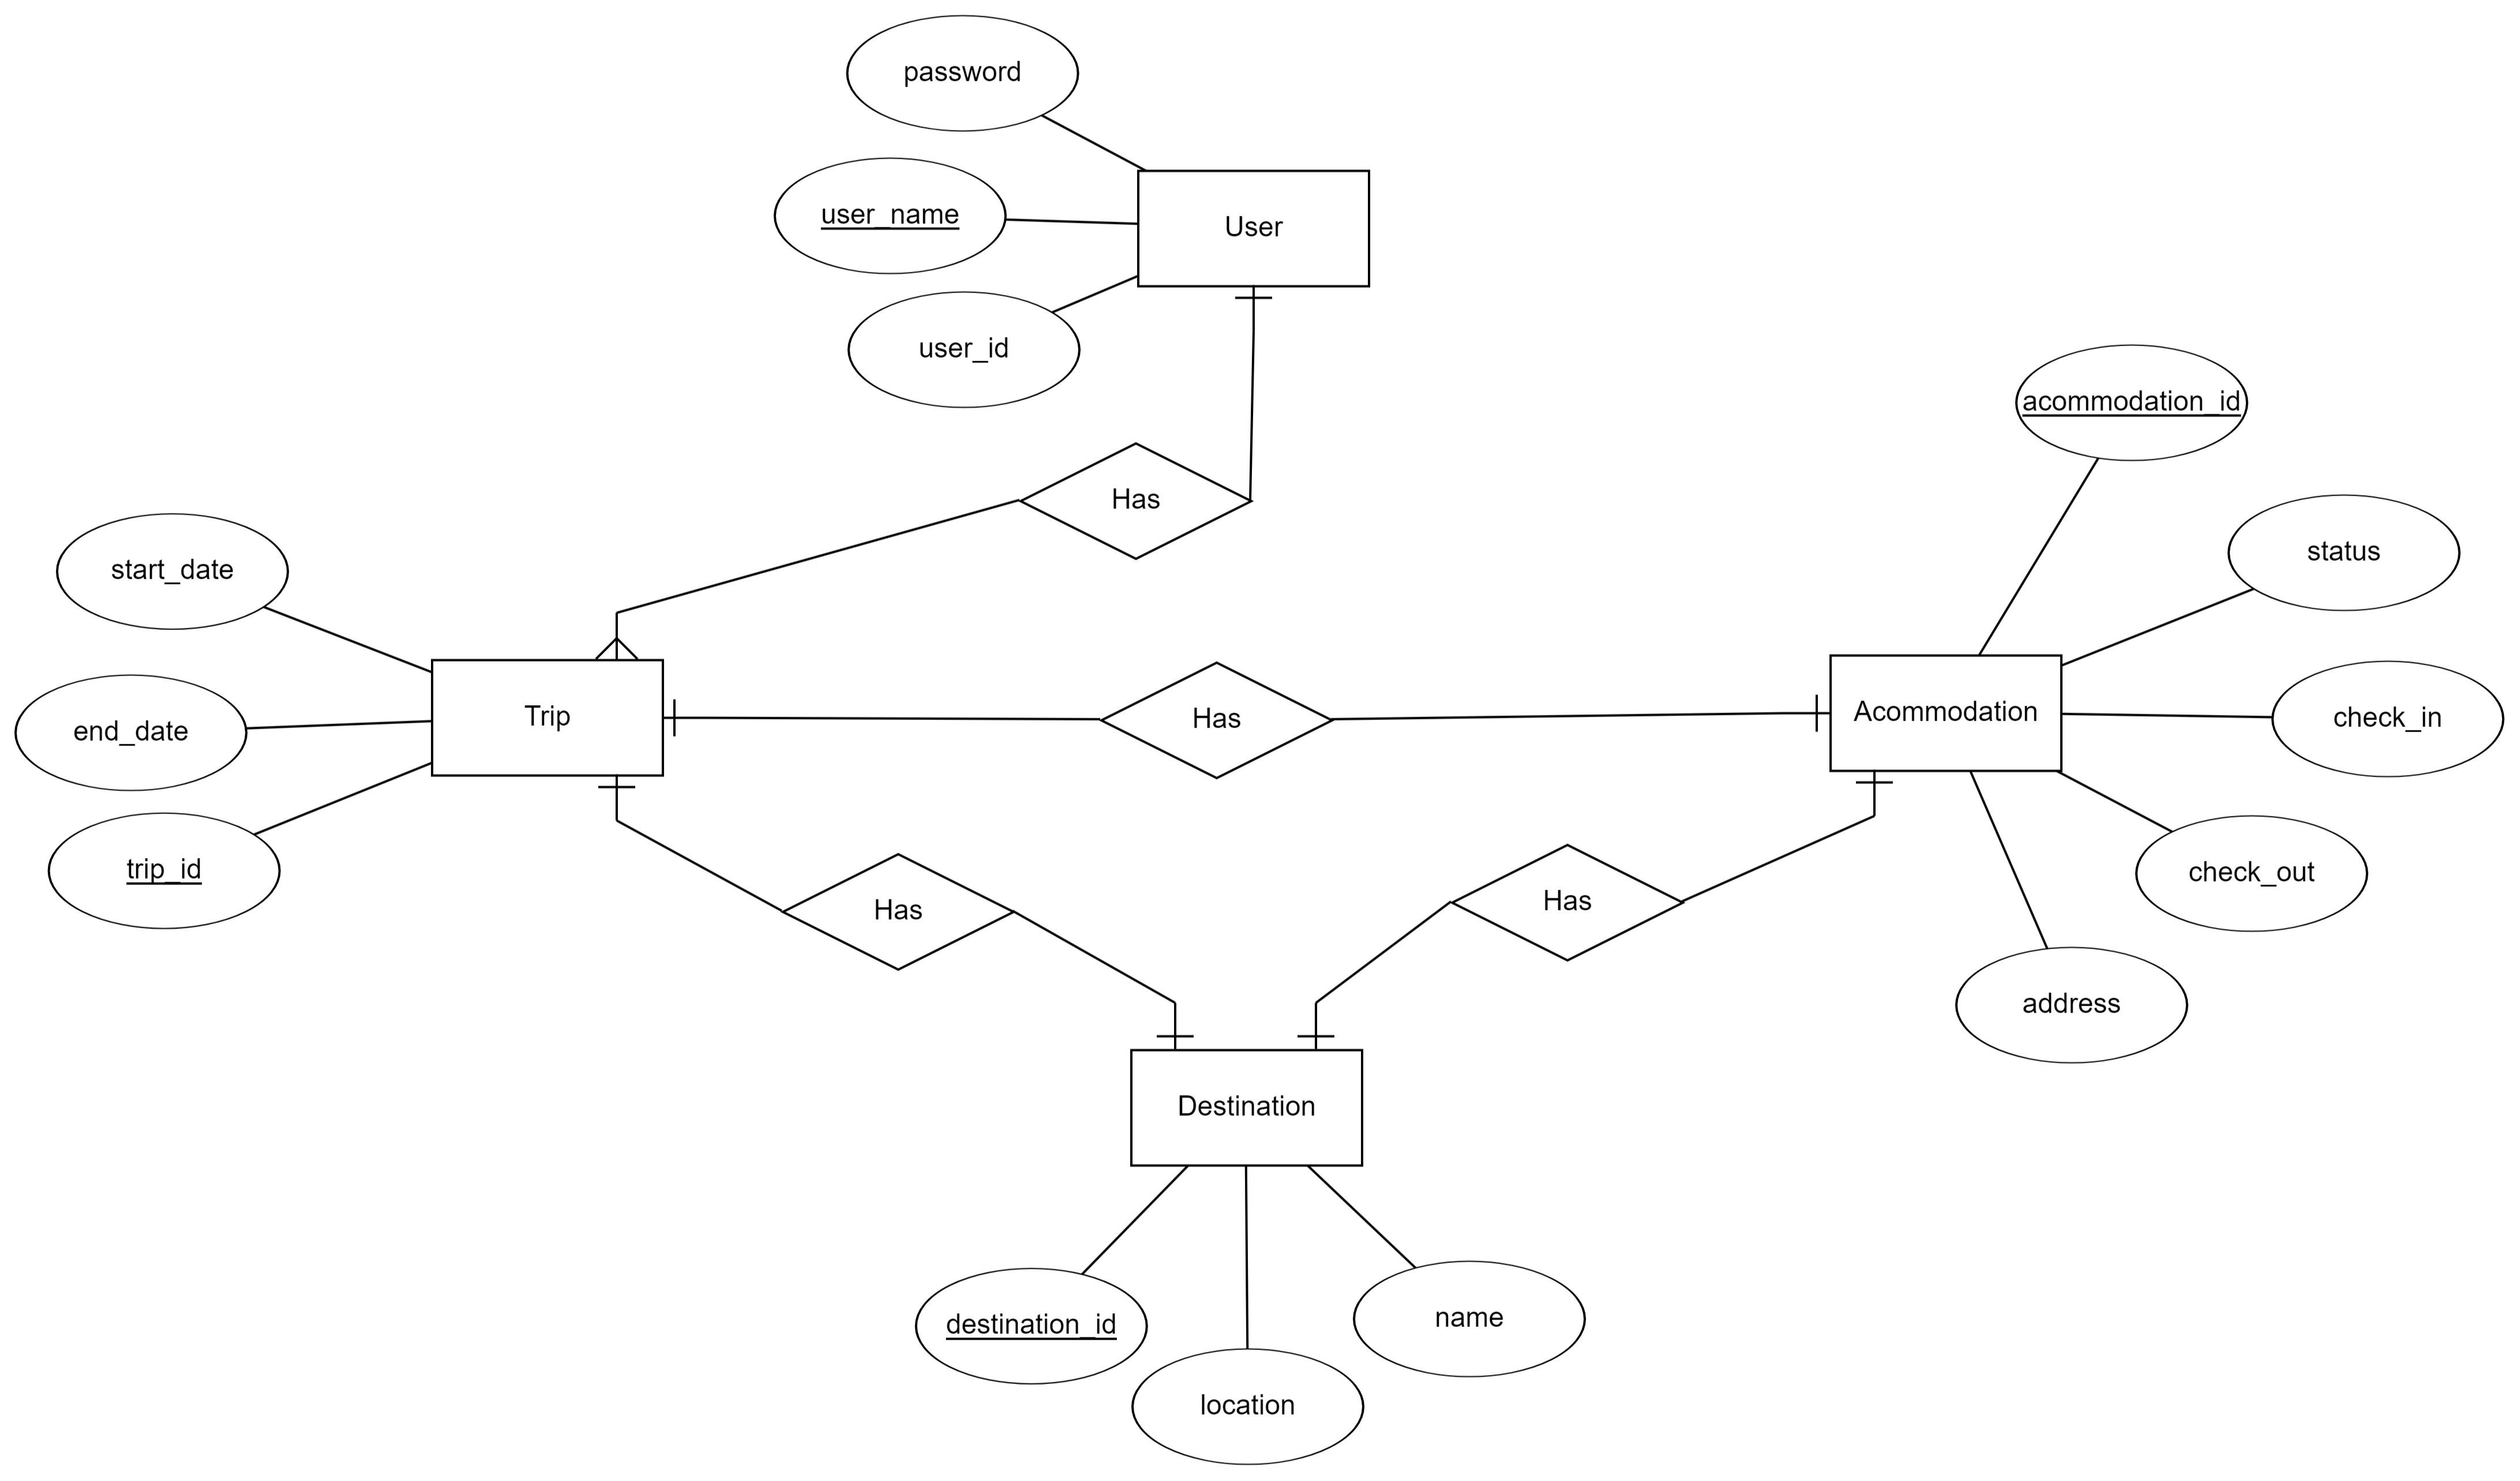 password
user_name
User
user_id
acommodation_id
Has
status
start_date
Trip
Has
Acommodation
check_in
end_date
trip_id
Has
Has
check_out
address
Destination
destination_id
name
location